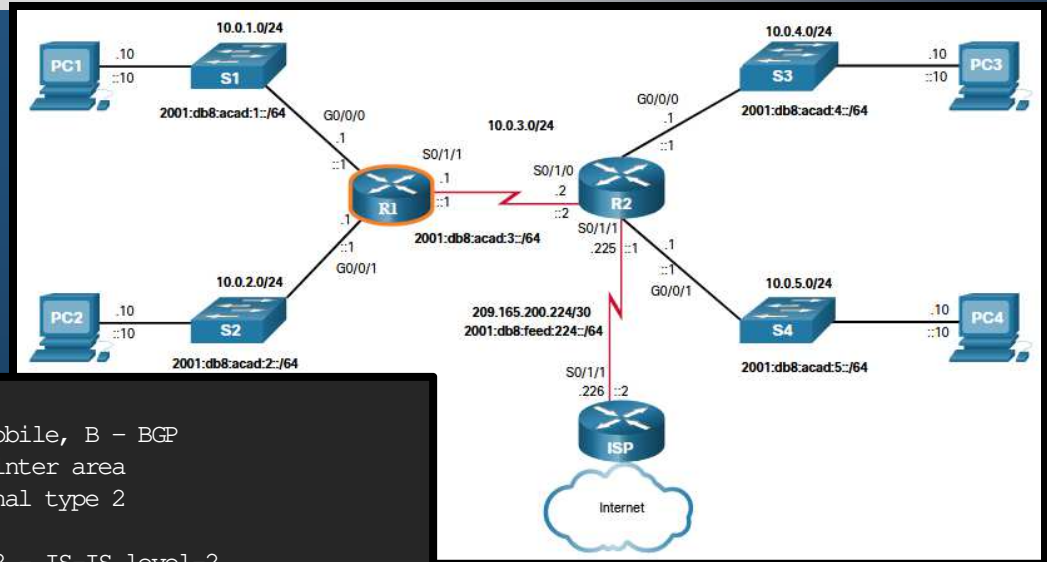 10.0.1.0/24
10.0.4.0/24
PC1
.10
::10
S1
S3
.10
::10
PC3
2001:db8:acad:1::/64
2001:db8:acad:4::/64
G0/0/0
.1
::1
10.0.3.0/24
G0/0/0
.1
::1
S0/1/1
.1
::1
S0/1/0
.2
::2
R1
R2
2001:db8:acad:3::/64
.1
::1
G0/0/1
S0/1/1
.225
::1
.1
::1
G0/0/1
10.0.2.0/24
10.0.5.0/24
PC2
.10
::10
S2
209.165.200.224/30
2001:db8:feed:224::/64
S4
.10
::10
PC4
2001:db8:acad:2::/64
2001:db8:acad:5::/64
S0/1/1
.226
::2
ISP
Internet
obile, B - BGP
inter area
nal type 2
2 - IS-IS level-2